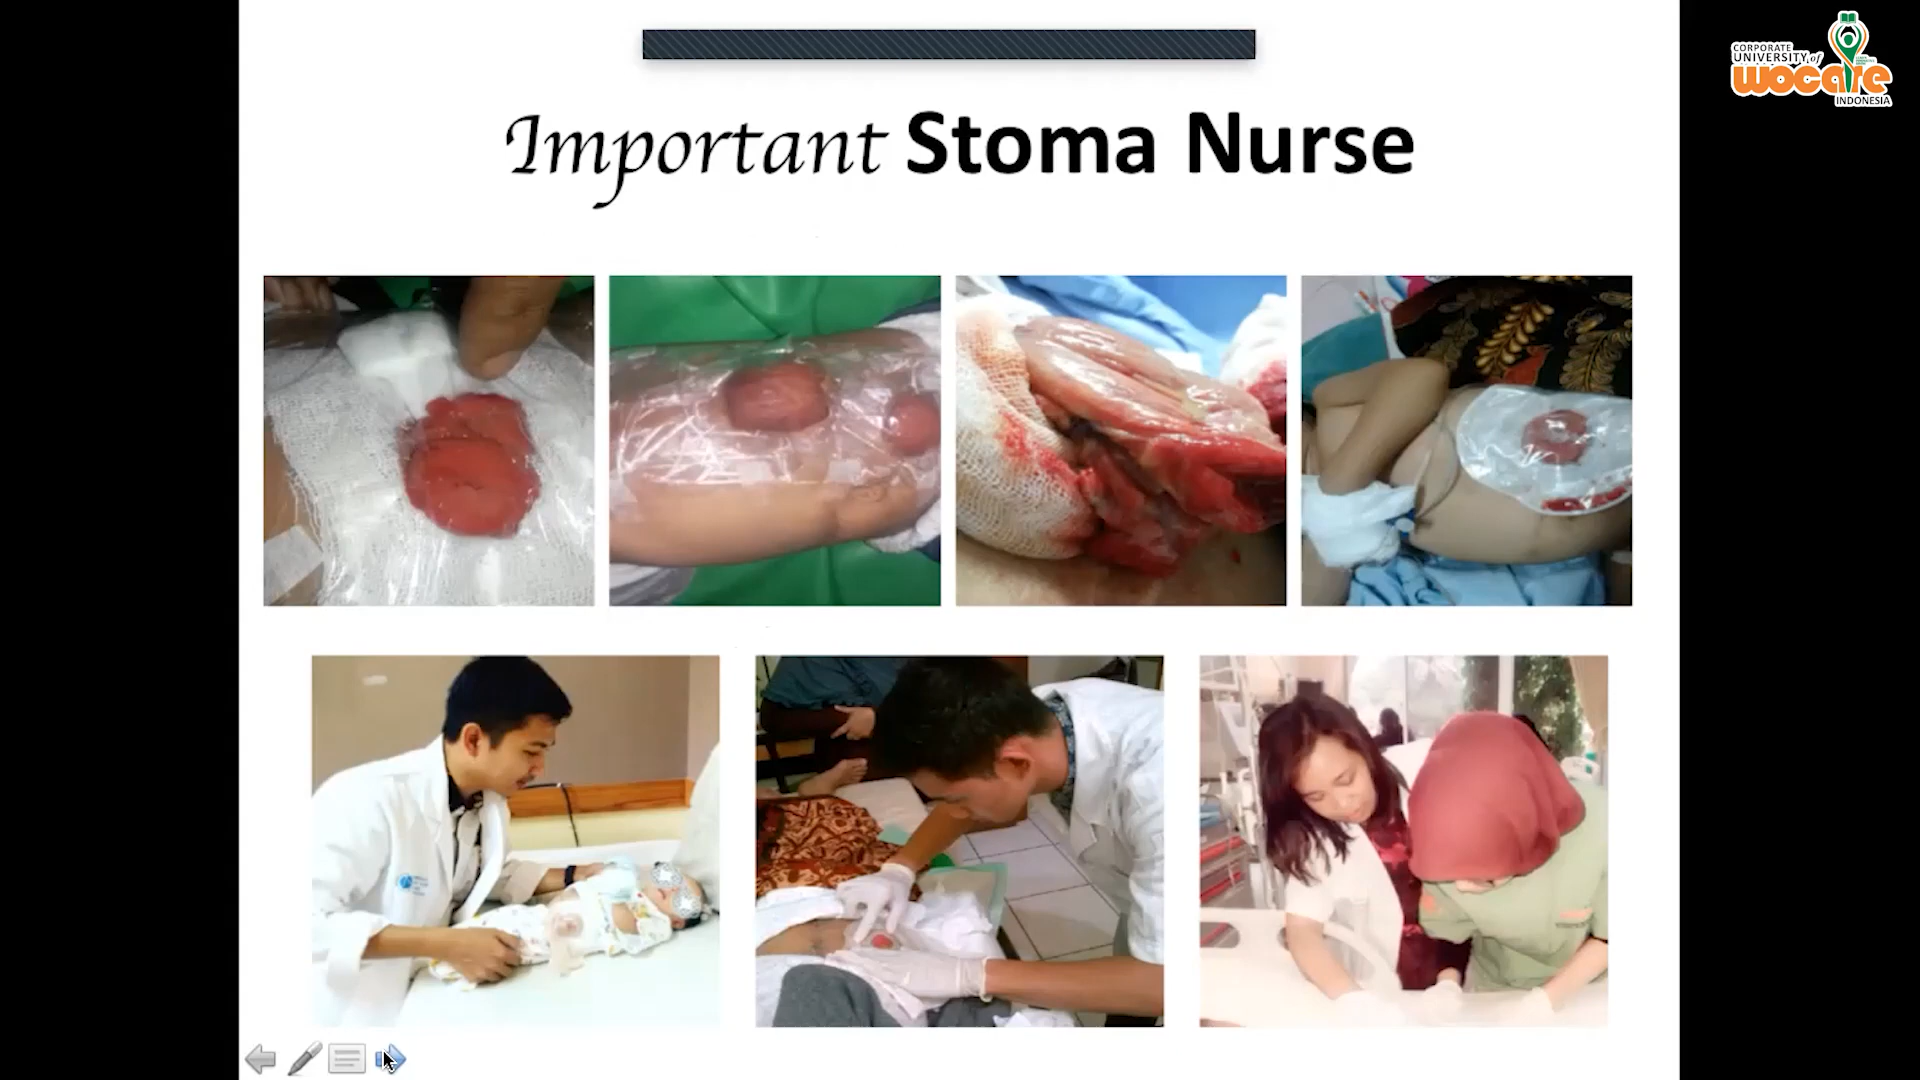 CORPORATE
UNIVERSITY of
wocare
INDONESIA
Important Stoma Nurse